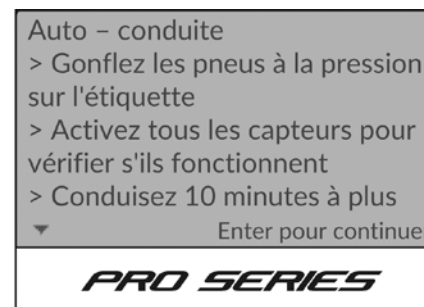 Auto – conduite
> Gonflez les pneus à la pression
sur l'étiquette
> Activez tous les capteurs pour
vérifier s'ils fonctionnent
> Conduisez 10 minutes à plus
Enter pour continue
PRO SERIES